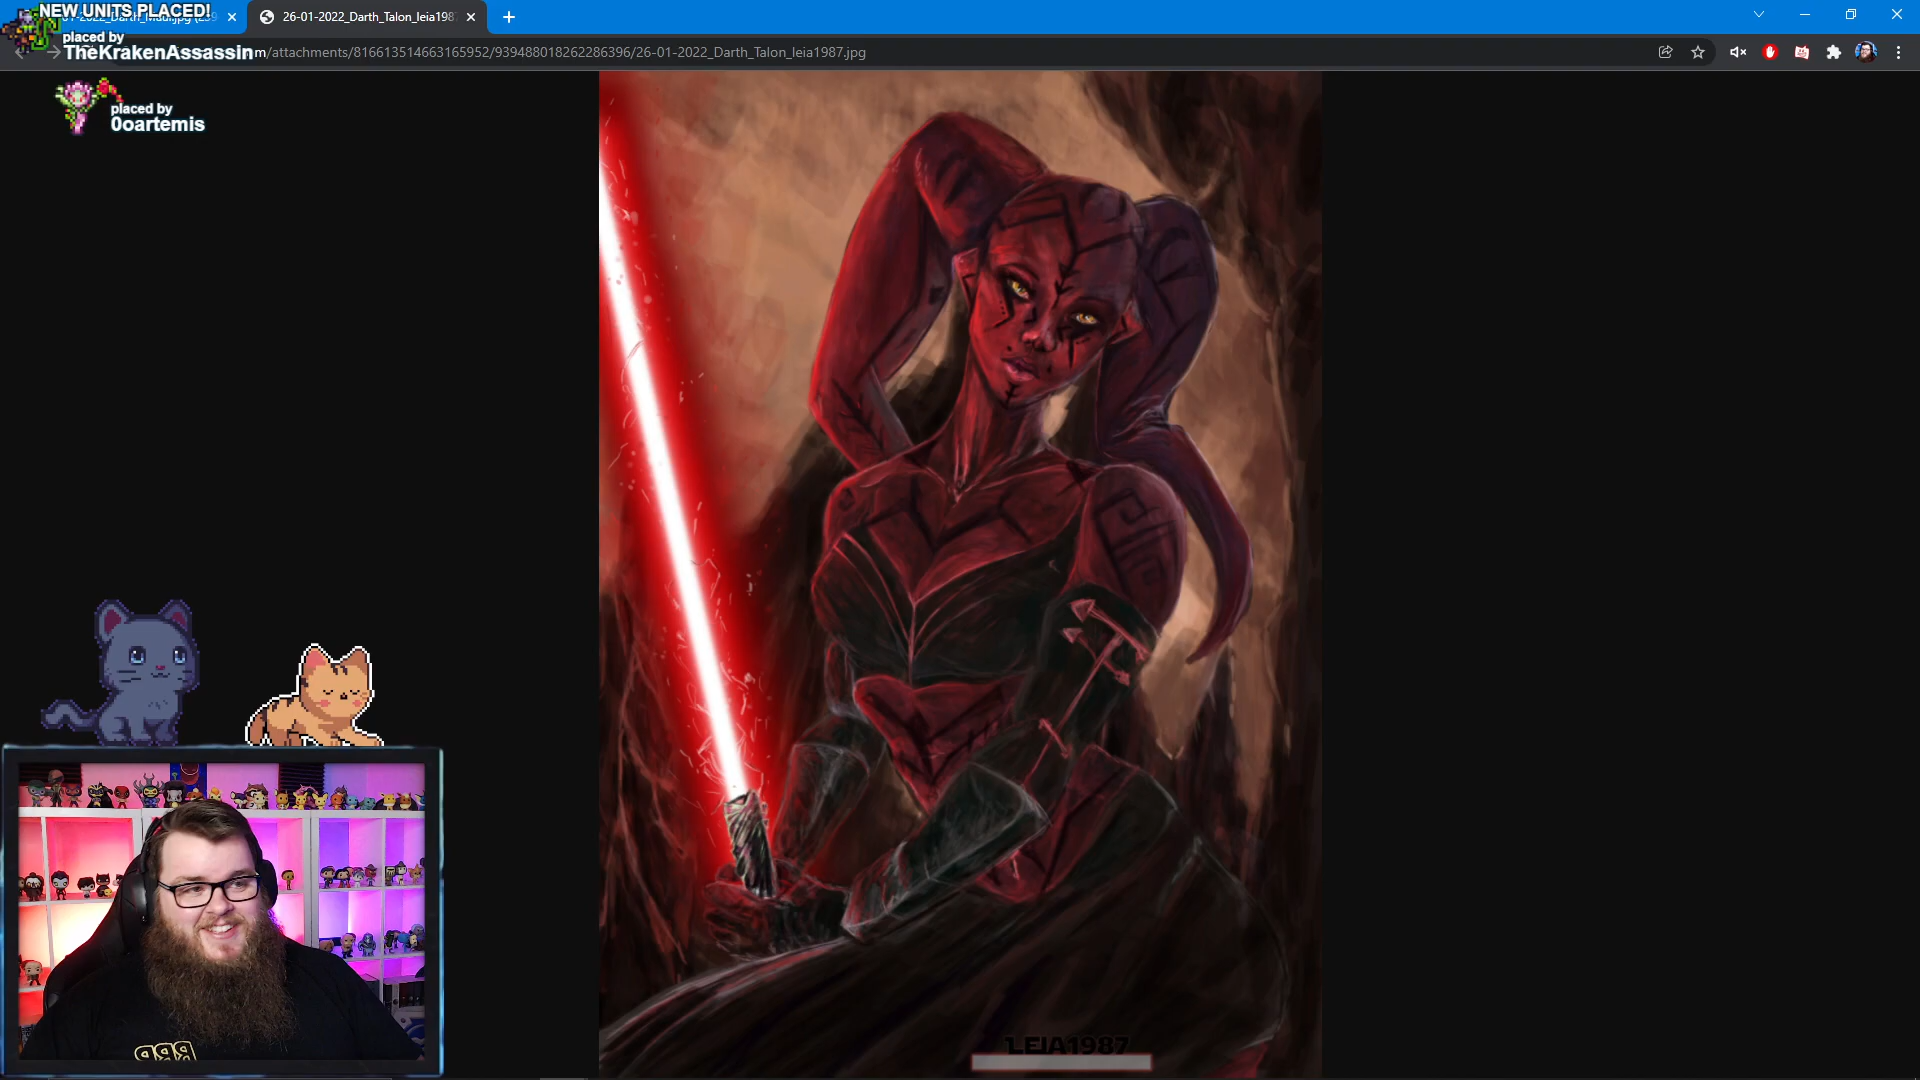 NEW UNITS PLACED!
26-01-2022_Darth_Talon_leia198
placed by
TheKrakenAssassin
m/attachments/816613514663165952/939488018262286396/26-01-2022_Darth_Talon_leia1987.jpg
placed by
0oartemis
LEIA1987